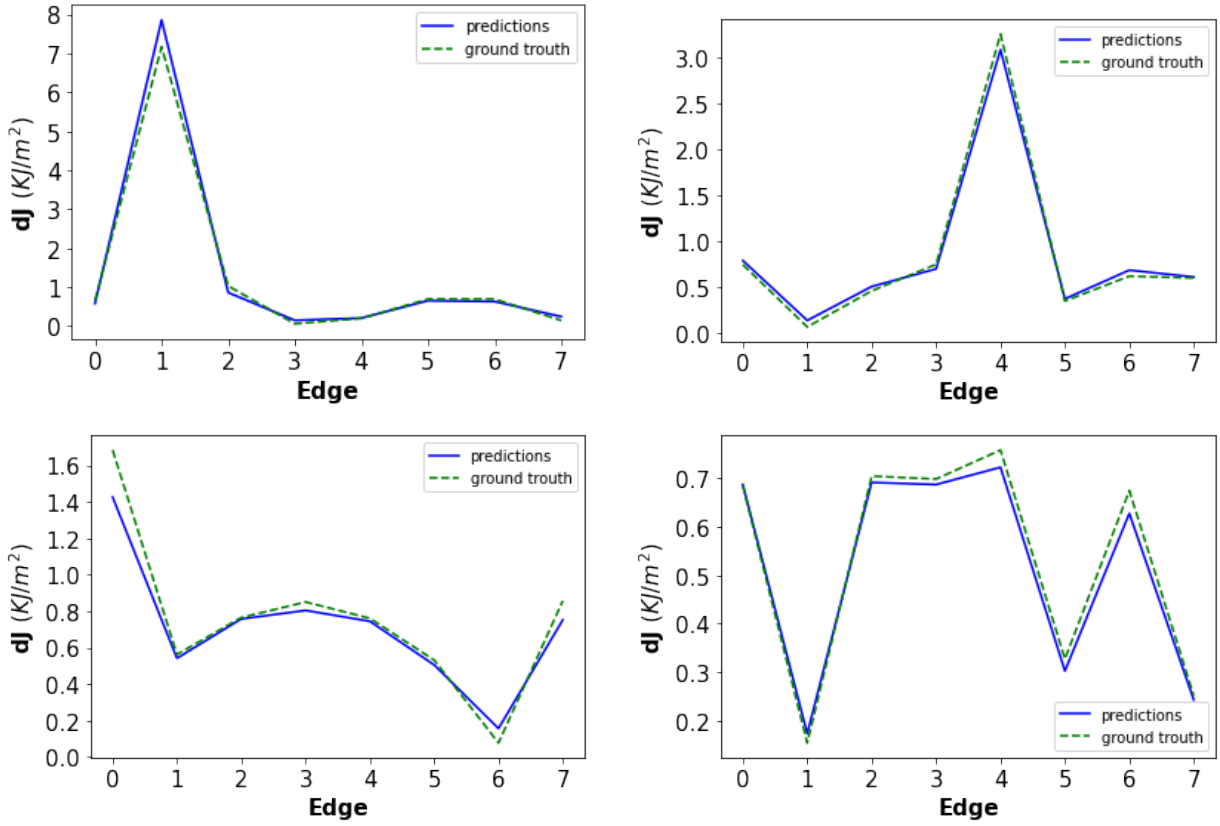 8
7
6
5
4
3
2
1
0
dJ (KJ/m²)
predictions
ground trouth
0 1 2 3 4 5 6 7
Edge
3.0
2.5
2.0
1.5
1.0
0.5
0.0
dJ (KJ/m²)
predictions
ground trouth
0 1 2 3 4 5 6 7
Edge
1.6
1.4
1.2
1.0
0.8
0.6
0.4
0.2
0.0
dJ (KJ/m²)
predictions
ground trouth
0 1 2 3 4 5 6 7
Edge
0.7
0.6
0.5
0.4
0.3
0.2
dJ (KJ/m²)
predictions
ground trouth
0 1 2 3 4 5 6 7
Edge